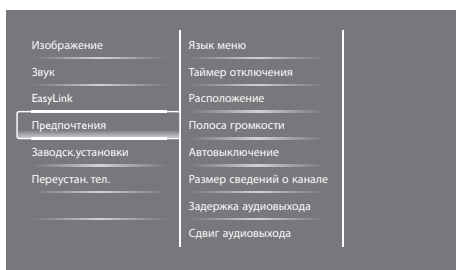 Изображение
Звук
EasyLink
Предпочтения
Заводск.установки
Переустан. тел.
Язык меню
Таймер отключения
Расположение
Полоса громкости
Автовыключение
Размер сведений о канале
Задержка аудиовыхода
Сдвиг аудиовыхода